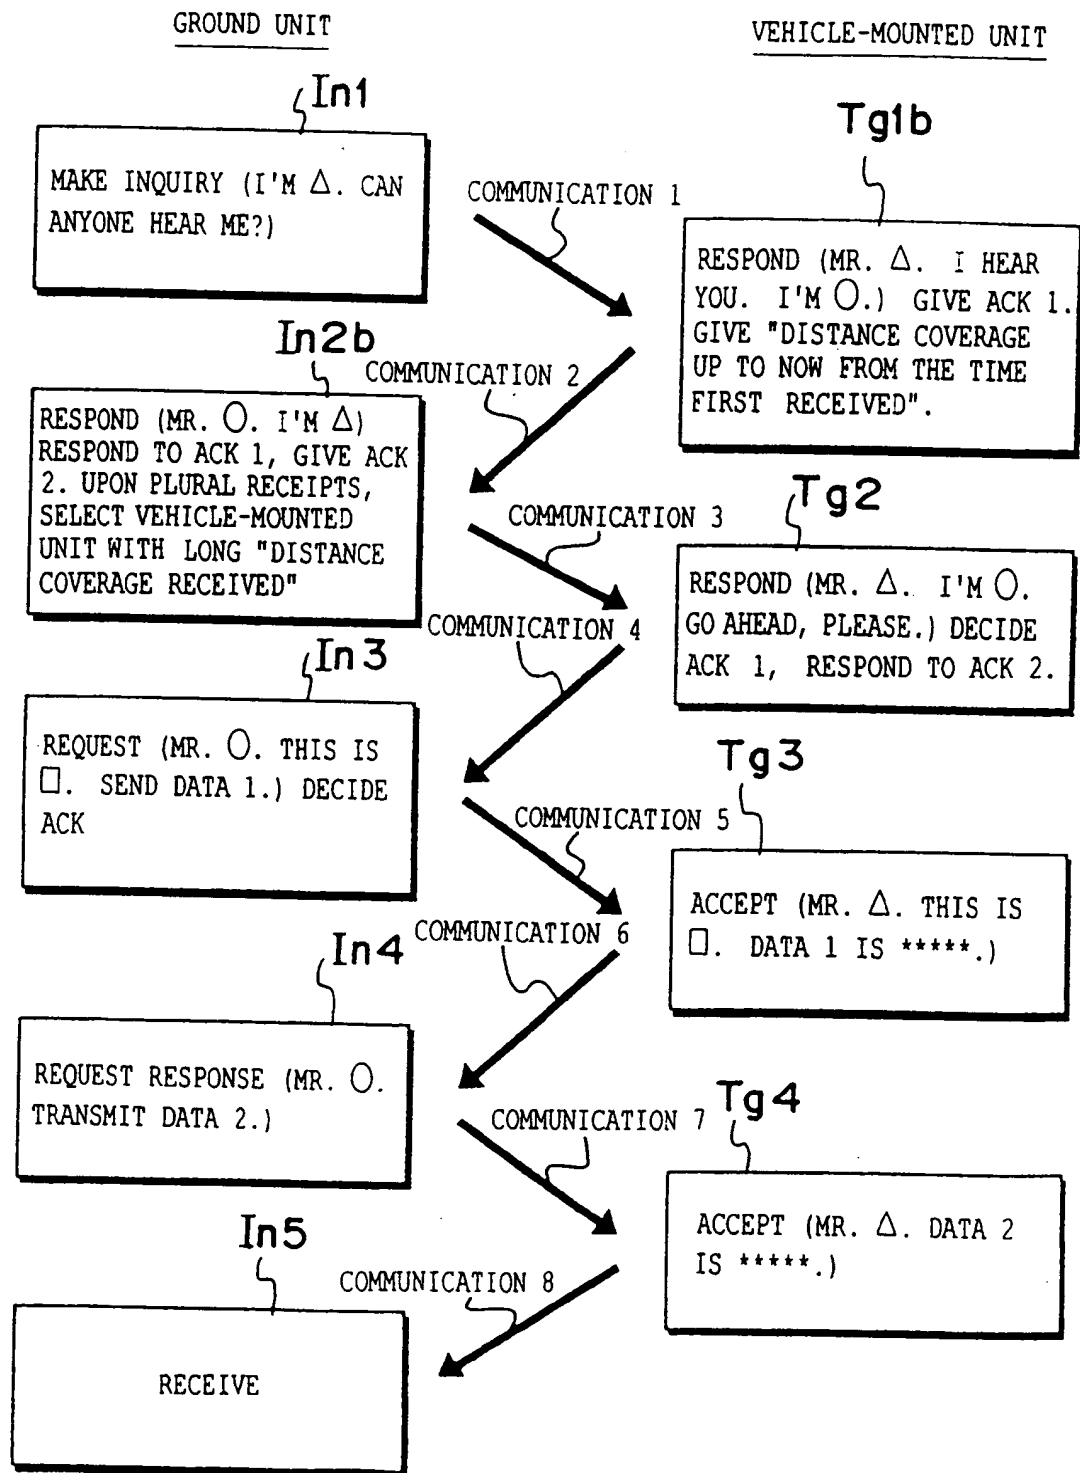 GROUND UNIT
VEHICLE-MOUNTED UNIT
In1
MAKE INQUIRY (I'M △. CAN
ANYONE HEAR ME?)
COMMUNICATION 1
Tg1b
RESPOND (MR. △. I HEAR
YOU. I'M ○.) GIVE ACK 1.
GIVE "DISTANCE COVERAGE
UP TO NOW FROM THE TIME
FIRST RECEIVED".
In2b
COMMUNICATION 2
RESPOND (MR. ○. I'M △)
RESPOND TO ACK 1, GIVE ACK
2. UPON PLURAL RECEIPTS,
SELECT VEHICLE-MOUNTED
UNIT WITH LONG "DISTANCE
COVERAGE RECEIVED"
COMMUNICATION 3
Tg2
RESPOND (MR. △. I'M ○.
GO AHEAD, PLEASE.) DECIDE
ACK 1, RESPOND TO ACK 2.
COMMUNICATION 4
In3
REQUEST (MR. ○. THIS IS
□. SEND DATA 1.) DECIDE
ACK
COMMUNICATION 5
Tg3
ACCEPT (MR. △. THIS IS
□. DATA 1 IS *****.)
COMMUNICATION 6
In4
REQUEST RESPONSE (MR. ○.
TRANSMIT DATA 2.)
COMMUNICATION 7
Tg4
ACCEPT (MR. △. DATA 2
IS *****.)
In5
COMMUNICATION 8
RECEIVE